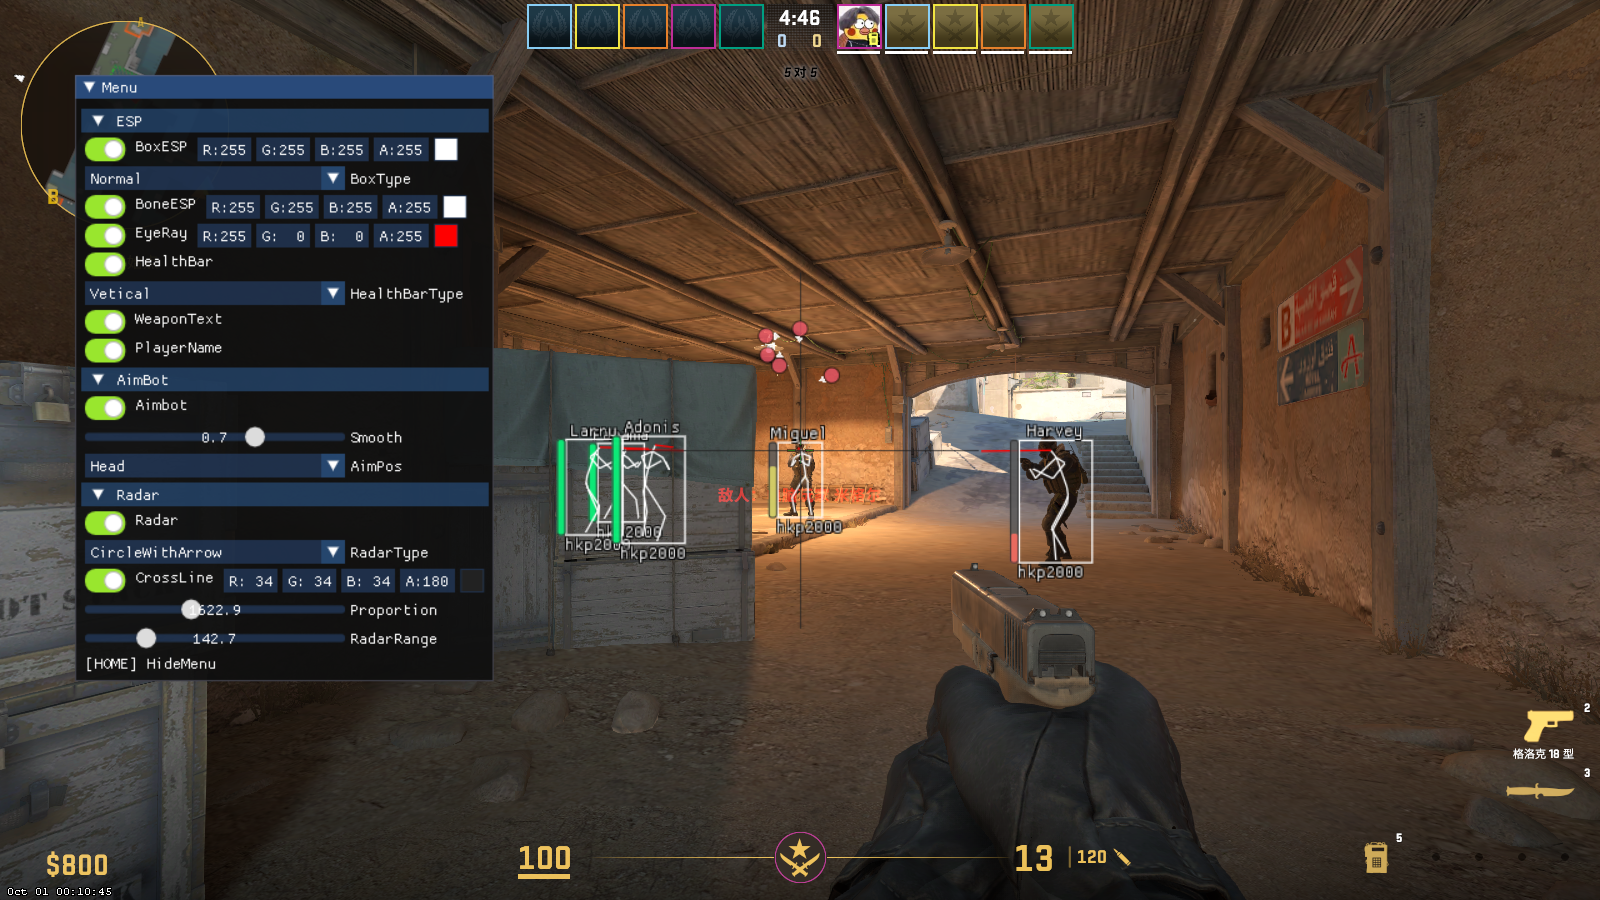 4:46
0 0
5 对 5
A
B
Menu
ESP
BoxESP R:255 G:255 B:255 A:255
Normal BoxType
BoneESP R:255 G:255 B:255 A:255
EyeRay R:255 G: 0 B: 0 A:255
HealthBar
Vetical HealthBarType
WeaponText
PlayerName
AimBot
Aimbot
0.7 Smooth
Head AimPos
Radar
Radar
CircleWithArrow RadarType
CrossLine R: 34 G: 34 B: 34 A:180
1622.9 Proportion
142.7 RadarRange
[HOME] HideMenu
Larry Adonis
Miguel
Harvey
敌人
hkp2000
hkp2000
hkp2000
hkp2000
B
A
2
格洛克 18 型
3
5
$800
100
13 120
Oct 01 00:10:45